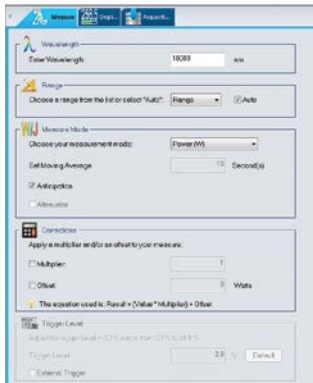 Measure
Wavelength
Enter Wavelength:
nm
Range
Choose a range from the list or select "Auto":
Range
Auto
Measure Mode
Choose your measurement mode:
Power (W)
Set Moving Average
Second(s)
Anticipation
Attenuator
Corrections
Apply a multiplier and/or an offset to your measure:
Multiplier:
1
Offset
Watts
The equation used is: Result = (Value * Multiplier) + Offset
Trigger Level
Trigger Level
%
Default
External Trigger